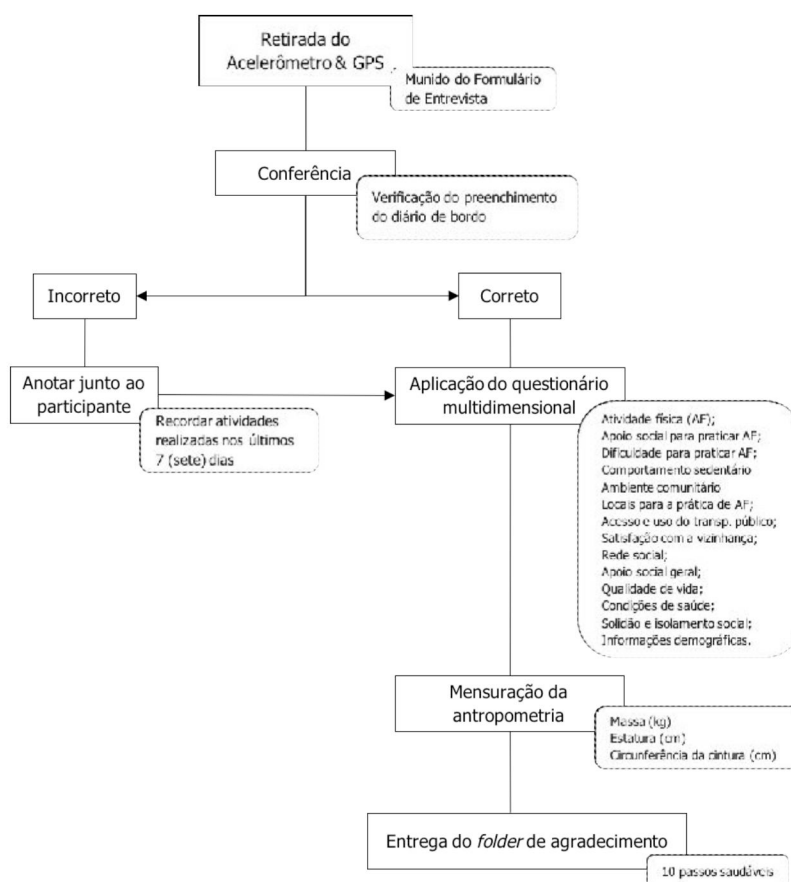 Retirada do
Acelerômetro & GPS
Munido do Formulário
de Entrevista
Conferência
Verificação do preenchimento
do diário de bordo
Incorreto
Correto
Anotar junto ao
participante
Recordar atividades
realizadas nos últimos
7 (sete) dias
Aplicação do questionário
multidimensional
Atividade física (AF);
Apoio social para praticar AF;
Dificuldade para praticar AF;
Comportamento sedentário
Ambiente comunitário
Locais para a prática de AF;
Acesso e uso do transp. público;
Satisfação com a vizinhança;
Rede social;
Apoio social geral;
Qualidade de vida;
Condições de saúde;
Solidão e isolamento social;
Informações demográficas.
Mensuração da
antropometria
Massa (kg)
Estatura (cm)
Circunferência da cintura (cm)
Entrega do folder de agradecimento
10 passos saudáveis